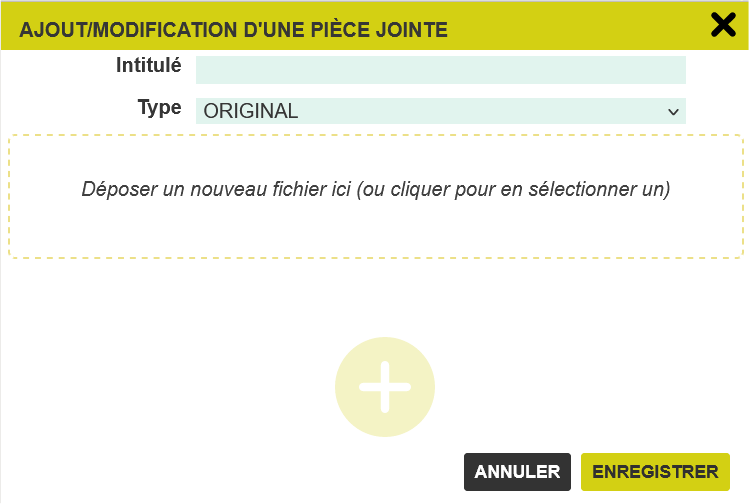 AJOUT/MODIFICATION D'UNE PIÈCE JOINTE
Intitulé
Type ORIGINAL
Déposer un nouveau fichier ici (ou cliquer pour en sélectionner un)
ANNULER ENREGISTRER